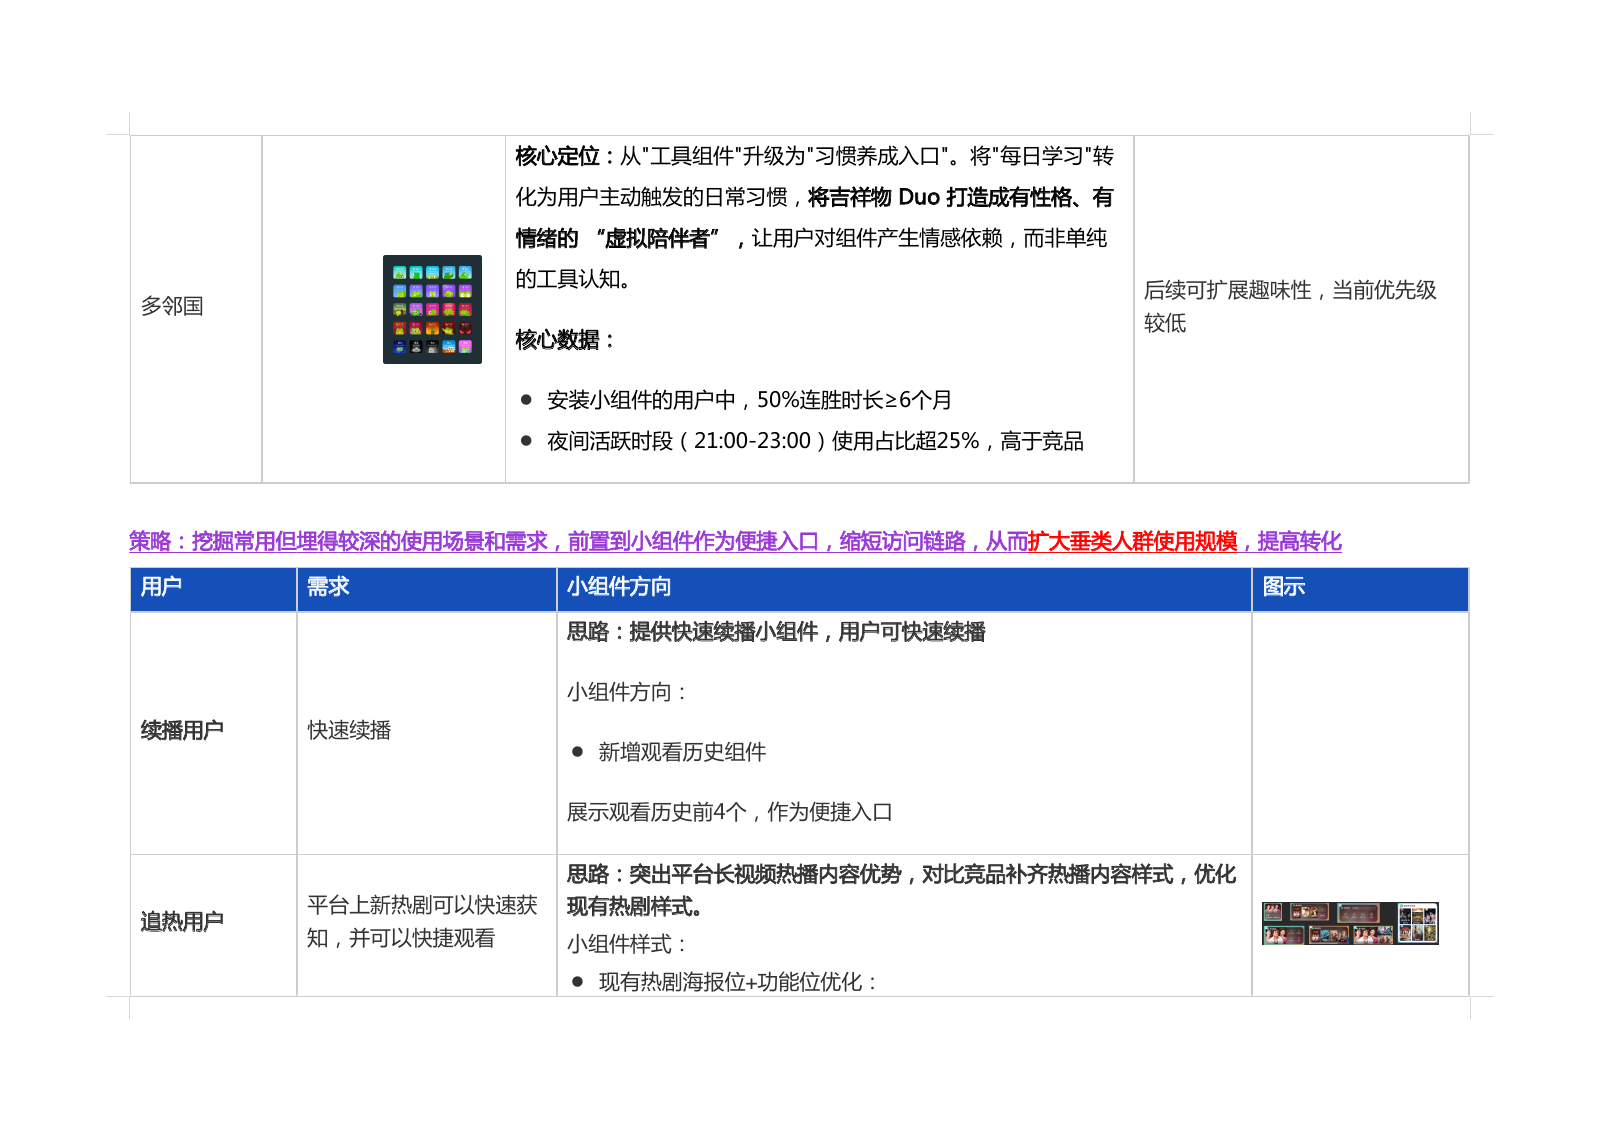 核心定位：从"工具组件"升级为"习惯养成入口"。将"每日学习"转
化为用户主动触发的日常习惯，将吉祥物 Duo 打造成有性格、有
情绪的 “虚拟陪伴者”，让用户对组件产生情感依赖，而非单纯
的工具认知。
多邻国
后续可扩展趣味性，当前优先级
较低
核心数据：
● 安装小组件的用户中，50%连胜时长≥6个月
● 夜间活跃时段（21:00-23:00）使用占比超25%，高于竞品
策略：挖掘常用但埋得较深的使用场景和需求，前置到小组件作为便捷入口，缩短访问链路，从而扩大垂类人群使用规模，提高转化
用户 需求 小组件方向 图示
思路：提供快速续播小组件，用户可快速续播
小组件方向：
续播用户 快速续播
● 新增观看历史组件
展示观看历史前4个，作为便捷入口
思路：突出平台长视频热播内容优势，对比竞品补齐热播内容样式，优化
现有热剧样式。
追热用户
平台上新热剧可以快速获
知，并可以快捷观看
小组件样式：
● 现有热剧海报位+功能位优化：